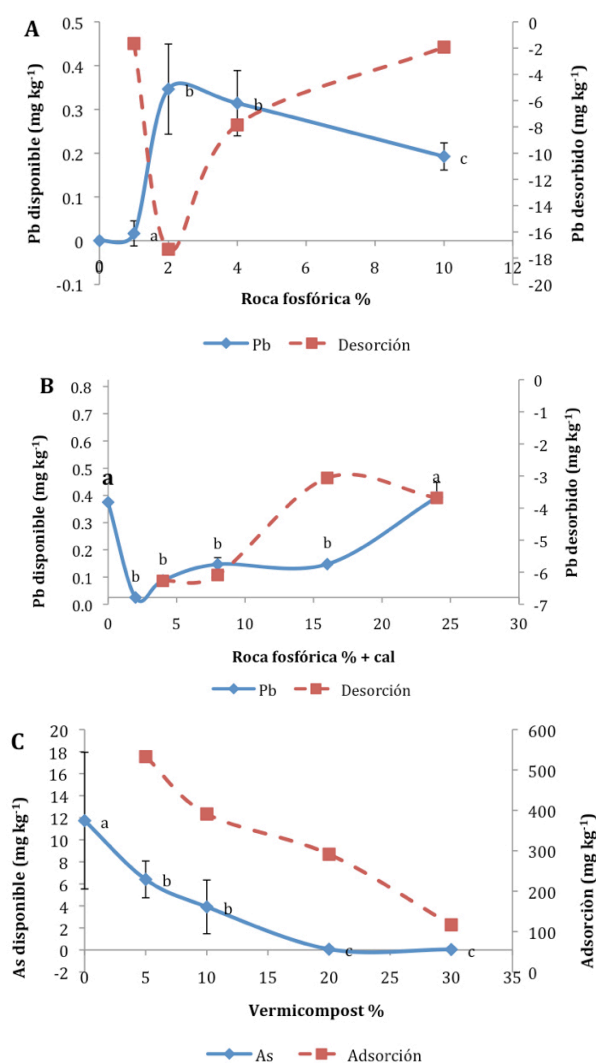 A
Pb disponible (mg kg⁻¹)
0.5
0.4
0.3
0.2
0.1
0
-0.1
a
b
b
c
0
-2
-4
-6
-8
-10
-12
-14
-16
-18
-20
Pb desorbido (mg kg⁻¹)
0 2 4 6 8 10 12
Roca fosfórica %
Pb Desorción
B
Pb disponible (mg kg⁻¹)
0.8
0.7
0.6
0.5
0.4
0.3
0.2
0.1
0.0
a
b
b
b
b
a
0
-1
-2
-3
-4
-5
-6
-7
Pb desorbido (mg kg⁻¹)
0 5 10 15 20 25 30
Roca fosfórica % + cal
Pb Desorción
C
As disponible (mg kg⁻¹)
20
18
16
14
12
10
8
6
4
2
0
-2
a
b
b
c
c
600
500
400
300
200
100
0
Adsorciòn (mg kg⁻¹)
0 5 10 15 20 25 30 35
Vermicompost %
As Adsorción